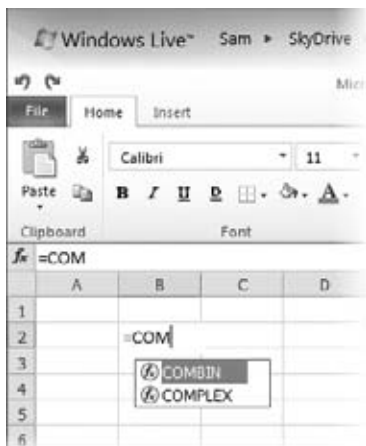 Windows Live™ Sam ▸ SkyDrive
File Home Insert
Calibri 11
Paste B I U D A
Clipboard Font
fx =COM
A B C D
1
2 =COM
3 COMBIN
4 COMPLEX
5
6